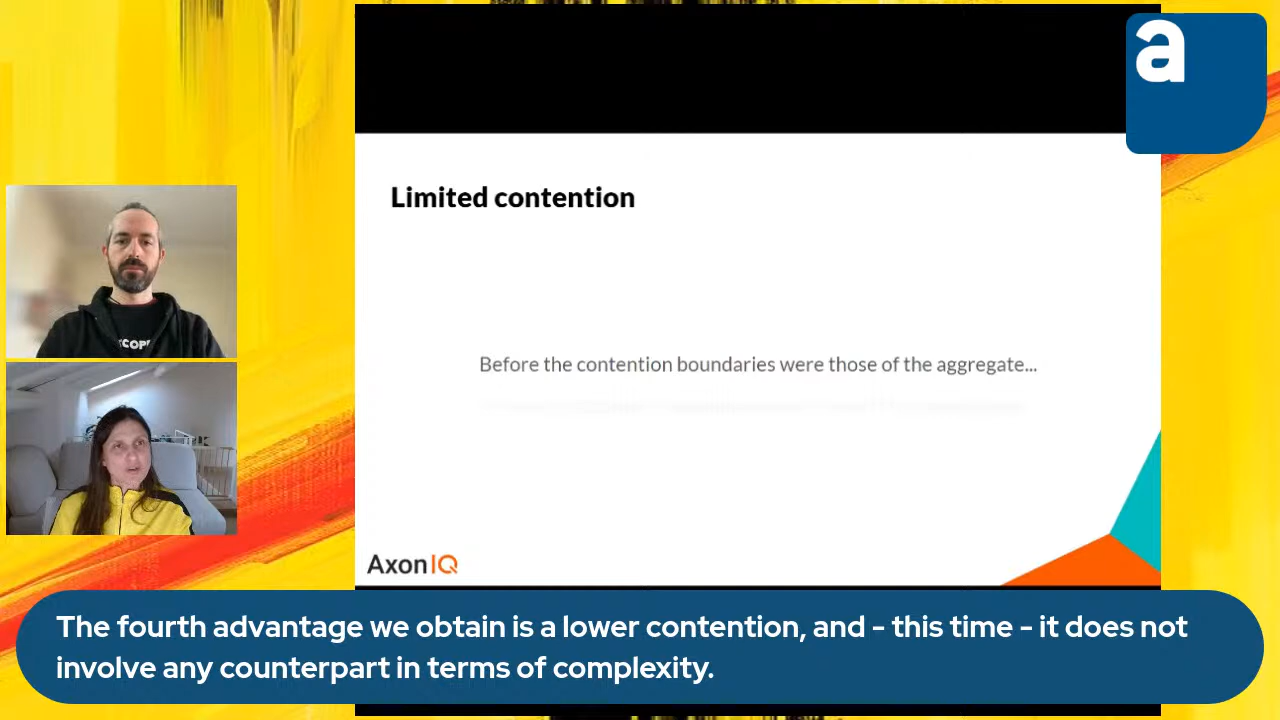 a
Limited contention
Before the contention boundaries were those of the aggregate...
AxonIQ
The fourth advantage we obtain is a lower contention, and - this time - it does not
involve any counterpart in terms of complexity.